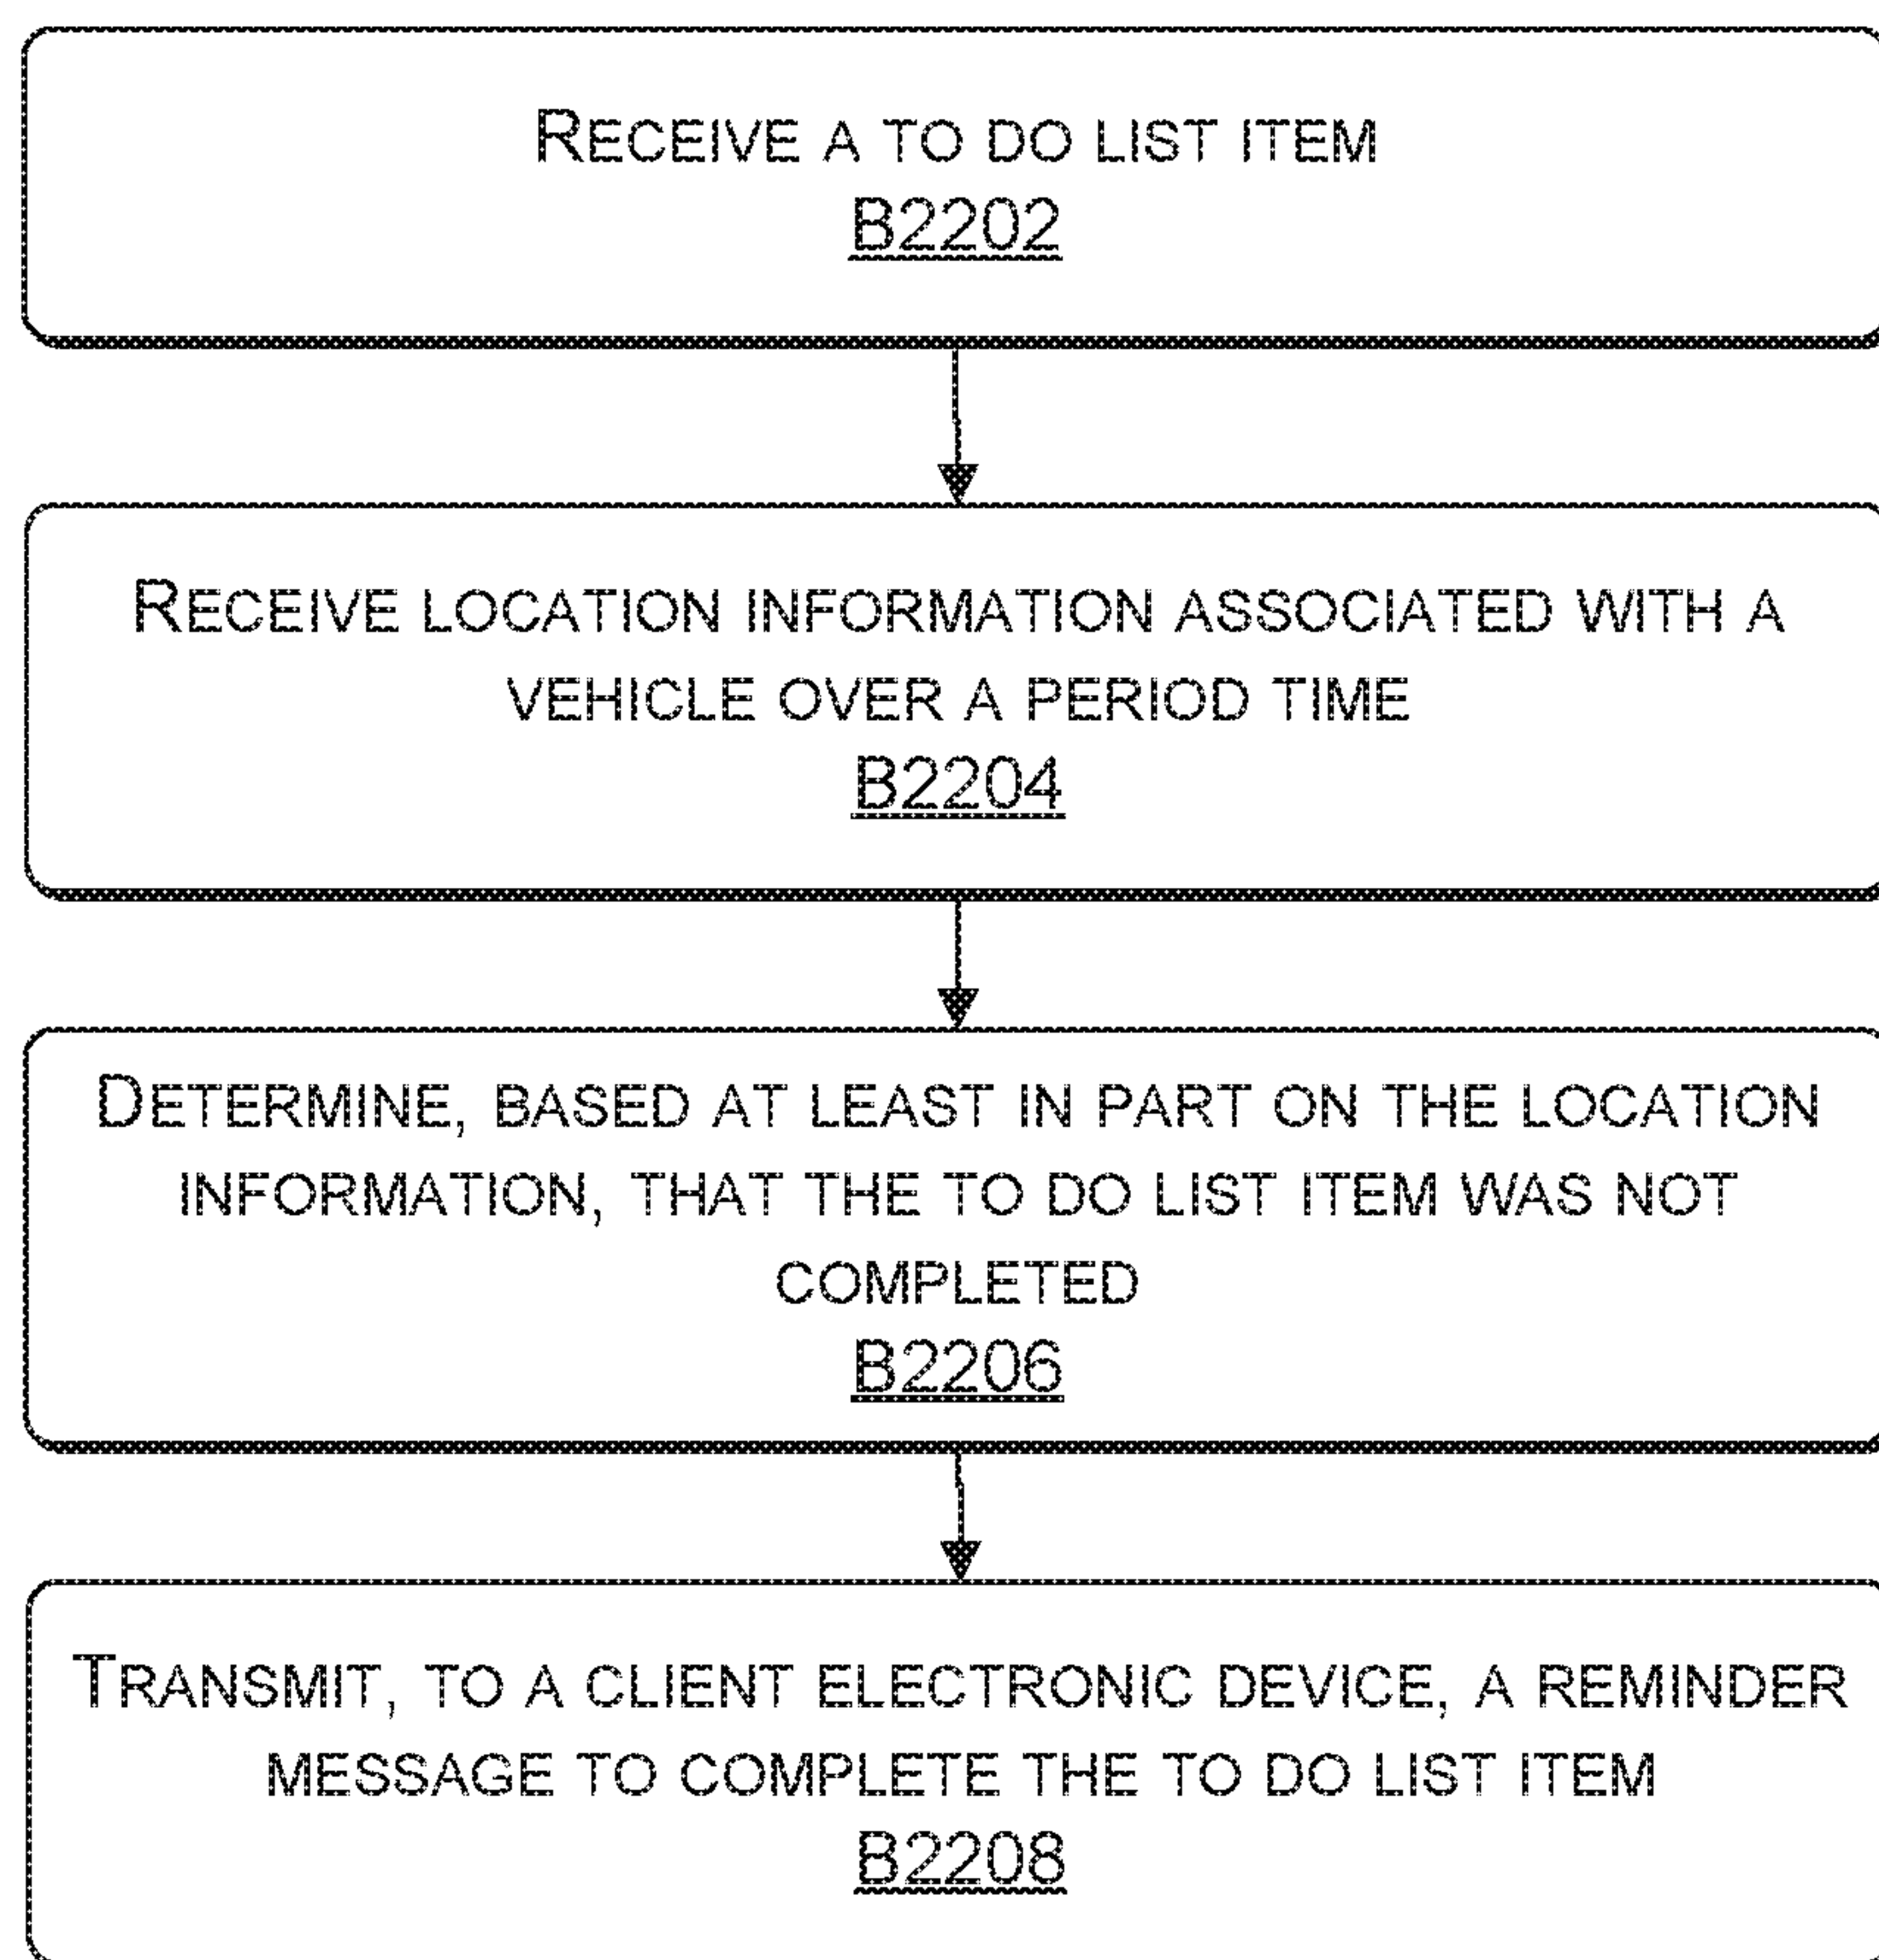 RECEIVE A TO DO LIST ITEM
B2202
RECEIVE LOCATION INFORMATION ASSOCIATED WITH A
VEHICLE OVER A PERIOD TIME
B2204
DETERMINE, BASED AT LEAST IN PART ON THE LOCATION
INFORMATION, THAT THE TO DO LIST ITEM WAS NOT
COMPLETED
B2206
TRANSMIT, TO A CLIENT ELECTRONIC DEVICE, A REMINDER
MESSAGE TO COMPLETE THE TO DO LIST ITEM
B2208